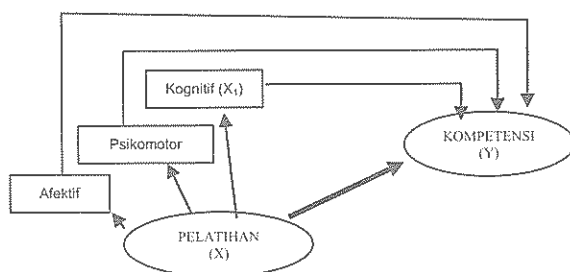 Kognitif (X₁)
Psikomotor
KOMPETENSI
(Y)
Afektif
PELATIHAN
(X)